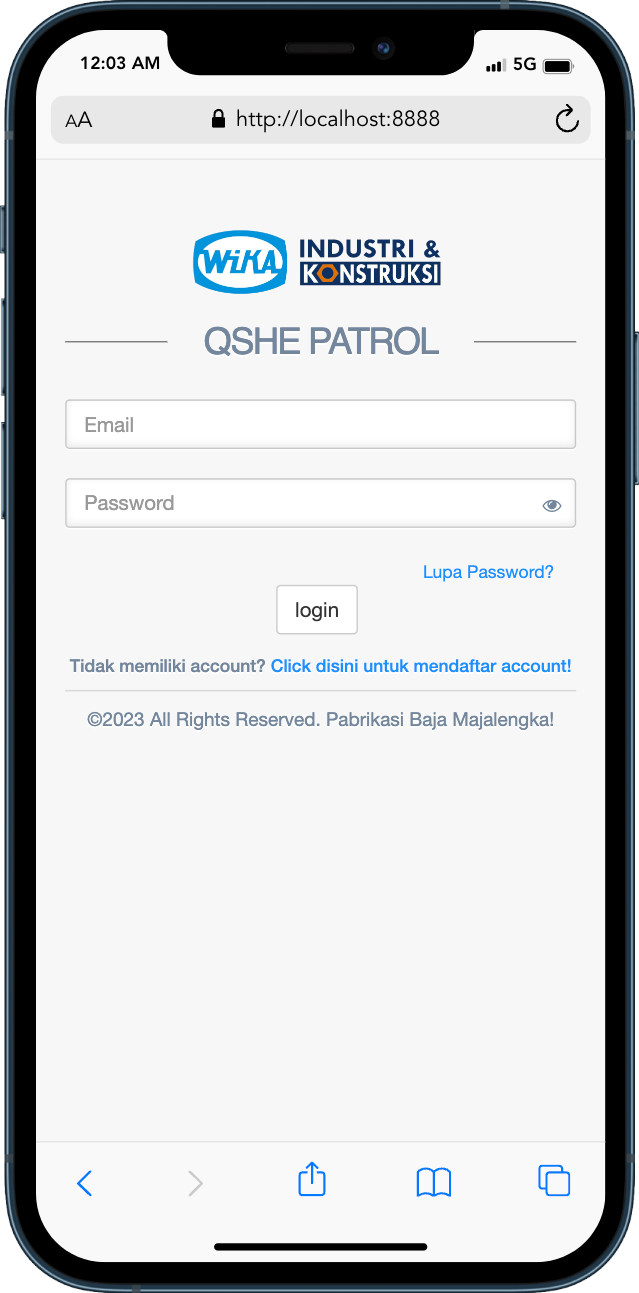 12:03 AM
5G
AA
http://localhost:8888
WiKA
INDUSTRI &
KONSTRUKSI
QSHE PATROL
Email
Password
Lupa Password?
login
Tidak memiliki account? Click disini untuk mendaftar account!
©2023 All Rights Reserved. Pabrikasi Baja Majalengka!